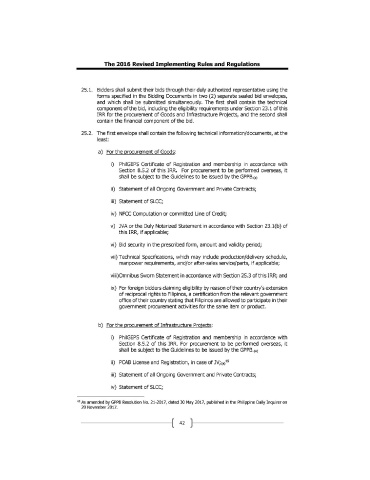 The 2016 Revised Implementing Rules and Regulations
25.1. Bidders shall submit their bids through their duly authorized representative using the
forms specified in the Bidding Documents in two (2) separate sealed bid envelopes,
and which shall be submitted simultaneously. The first shall contain the technical
component of the bid, including the eligibility requirements under Section 23.1 of this
IRR for the procurement of Goods and Infrastructure Projects, and the second shall
contain the financial component of the bid.
25.2. The first envelope shall contain the following technical information/documents, at the
least:
a) For the procurement of Goods:
i) PhilGEPS Certificate of Registration and membership in accordance with
Section 8.5.2 of this IRR. For procurement to be performed overseas, it
shall be subject to the Guidelines to be issued by the GPPB.
ii) Statement of all Ongoing Government and Private Contracts;
iii) Statement of SLCC;
iv) NFCC Computation or committed Line of Credit;
v) JVA or the Duly Notarized Statement in accordance with Section 23.1(b) of
this IRR, if applicable;
vi) Bid security in the prescribed form, amount and validity period;
vii) Technical Specifications, which may include production/delivery schedule,
manpower requirements, and/or after-sales service/parts, if applicable;
viii)Omnibus Sworn Statement in accordance with Section 25.3 of this IRR; and
ix) For foreign bidders claiming eligibility by reason of their country's extension
of reciprocal rights to Filipinos, a certification from the relevant government
office of their country stating that Filipinos are allowed to participate in their
government procurement activities for the same item or product.
b) For the procurement of Infrastructure Projects:
i) PhilGEPS Certificate of Registration and membership in accordance with
Section 8.5.2 of this IRR. For procurement to be performed overseas, it
shall be subject to the Guidelines to be issued by the GPPB.
ii) PCAB License and Registration, in case of JV;
iii) Statement of all Ongoing Government and Private Contracts;
iv) Statement of SLCC;
As amended by GPPB Resolution No. 21-2017, dated 30 May 2017, published in the Philippine Daily Inquirer on
20 November 2017.
42